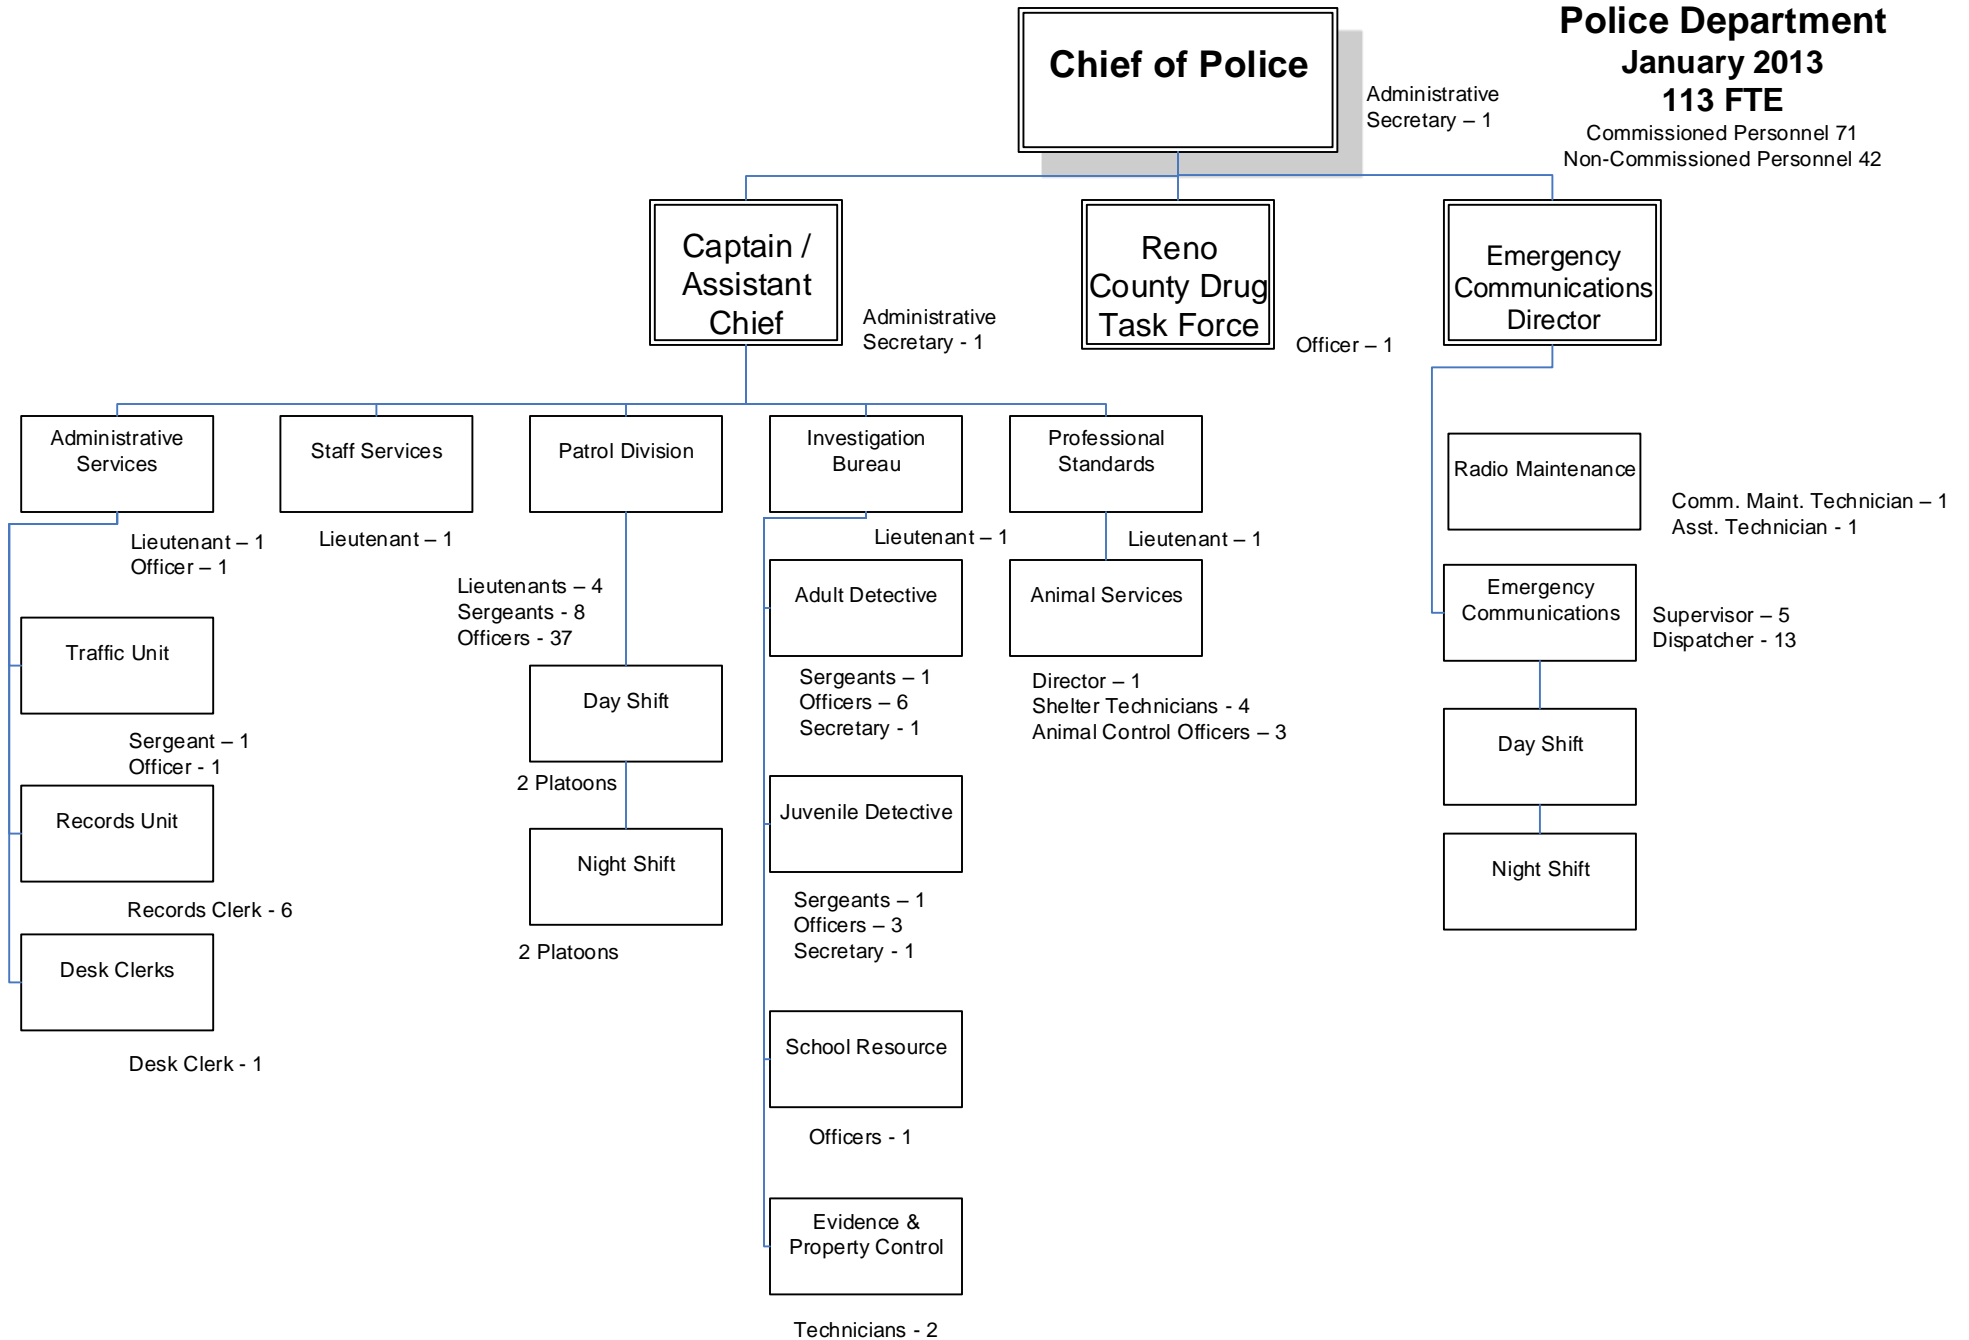 Police Department
January 2013
113 FTE
Commissioned Personnel 71
Non-Commissioned Personnel 42
Chief of Police
Administrative
Secretary – 1
Captain /
Assistant
Chief
Administrative
Secretary - 1
Reno
County Drug
Task Force
Officer – 1
Emergency
Communications
Director
Administrative
Services
Lieutenant – 1
Officer – 1
Traffic Unit
Sergeant – 1
Officer - 1
Records Unit
Records Clerk - 6
Desk Clerks
Desk Clerk - 1
Staff Services
Lieutenant – 1
Patrol Division
Lieutenants – 4
Sergeants - 8
Officers - 37
Day Shift
2 Platoons
Night Shift
2 Platoons
Investigation
Bureau
Lieutenant – 1
Adult Detective
Sergeants – 1
Officers – 6
Secretary - 1
Juvenile Detective
Sergeants – 1
Officers – 3
Secretary - 1
School Resource
Officers - 1
Evidence &
Property Control
Technicians - 2
Professional
Standards
Lieutenant – 1
Animal Services
Director – 1
Shelter Technicians - 4
Animal Control Officers – 3
Radio Maintenance
Comm. Maint. Technician – 1
Asst. Technician - 1
Emergency
Communications
Supervisor – 5
Dispatcher - 13
Day Shift
Night Shift